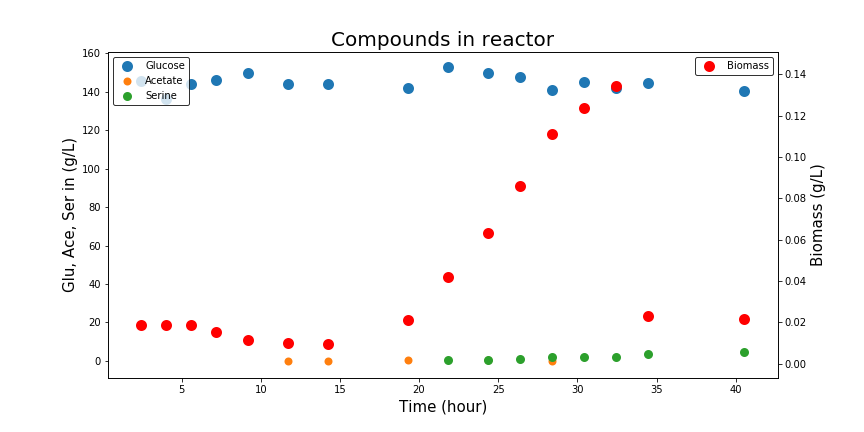 Compounds in reactor
Glucose
Acetate
Serine
Biomass
Glu, Ace, Ser in (g/L)
160
140
120
100
80
60
40
20
0
Biomass (g/L)
0.14
0.12
0.10
0.08
0.06
0.04
0.02
0.00
5 10 15 20 25 30 35 40
Time (hour)